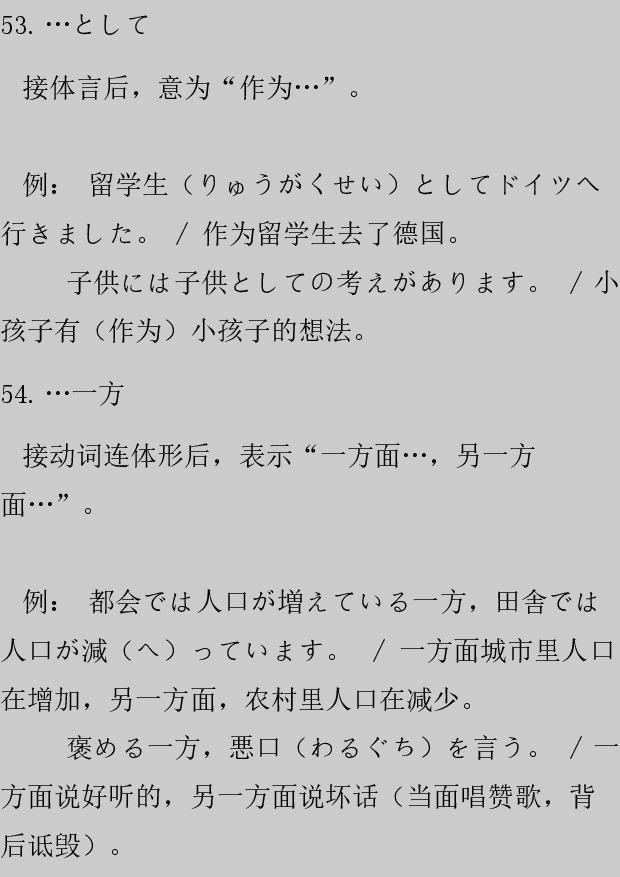 53. …として
接体言后，意为“作为…”。
例： 留学生（りゅうがくせい）としてドイツへ
行きました。 / 作为留学生去了德国。
子供には子供としての考えがあります。 / 小
孩子有（作为）小孩子的想法。
54. …一方
接动词连体形后，表示“一方面…，另一方
面…”。
例： 都会では人口が増えている一方，田舎では
人口が減（へ）っています。 / 一方面城市里人口
在增加，另一方面，农村里人口在减少。
褒める一方，悪口（わるぐち）を言う。 / 一
方面说好听的，另一方面说坏话（当面唱赞歌，背
后诋毁）。